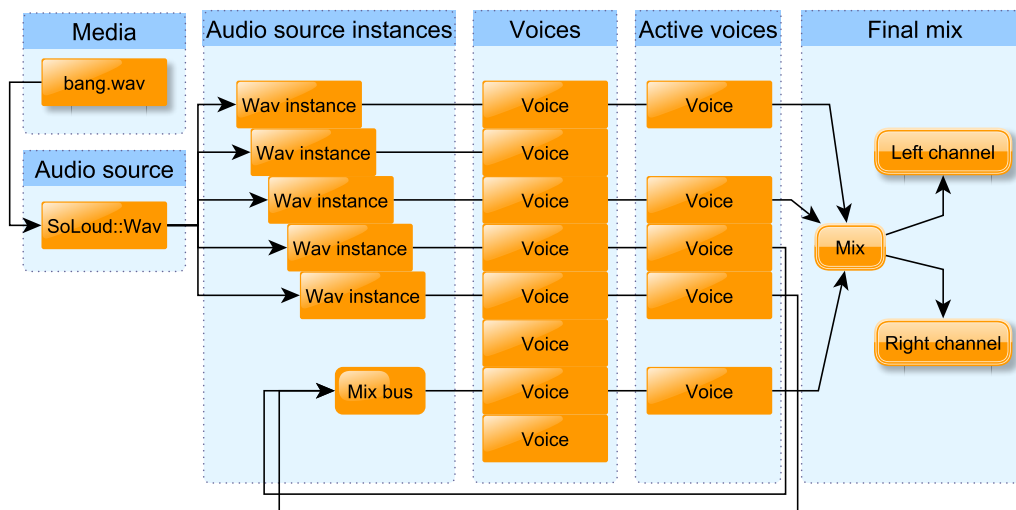 Media
bang.wav
Audio source
SoLoud::Wav
Audio source instances
Wav instance
Wav instance
Wav instance
Wav instance
Wav instance
Mix bus
Voices
Voice
Voice
Voice
Voice
Voice
Voice
Voice
Voice
Active voices
Voice
Voice
Voice
Voice
Voice
Final mix
Left channel
Mix
Right channel